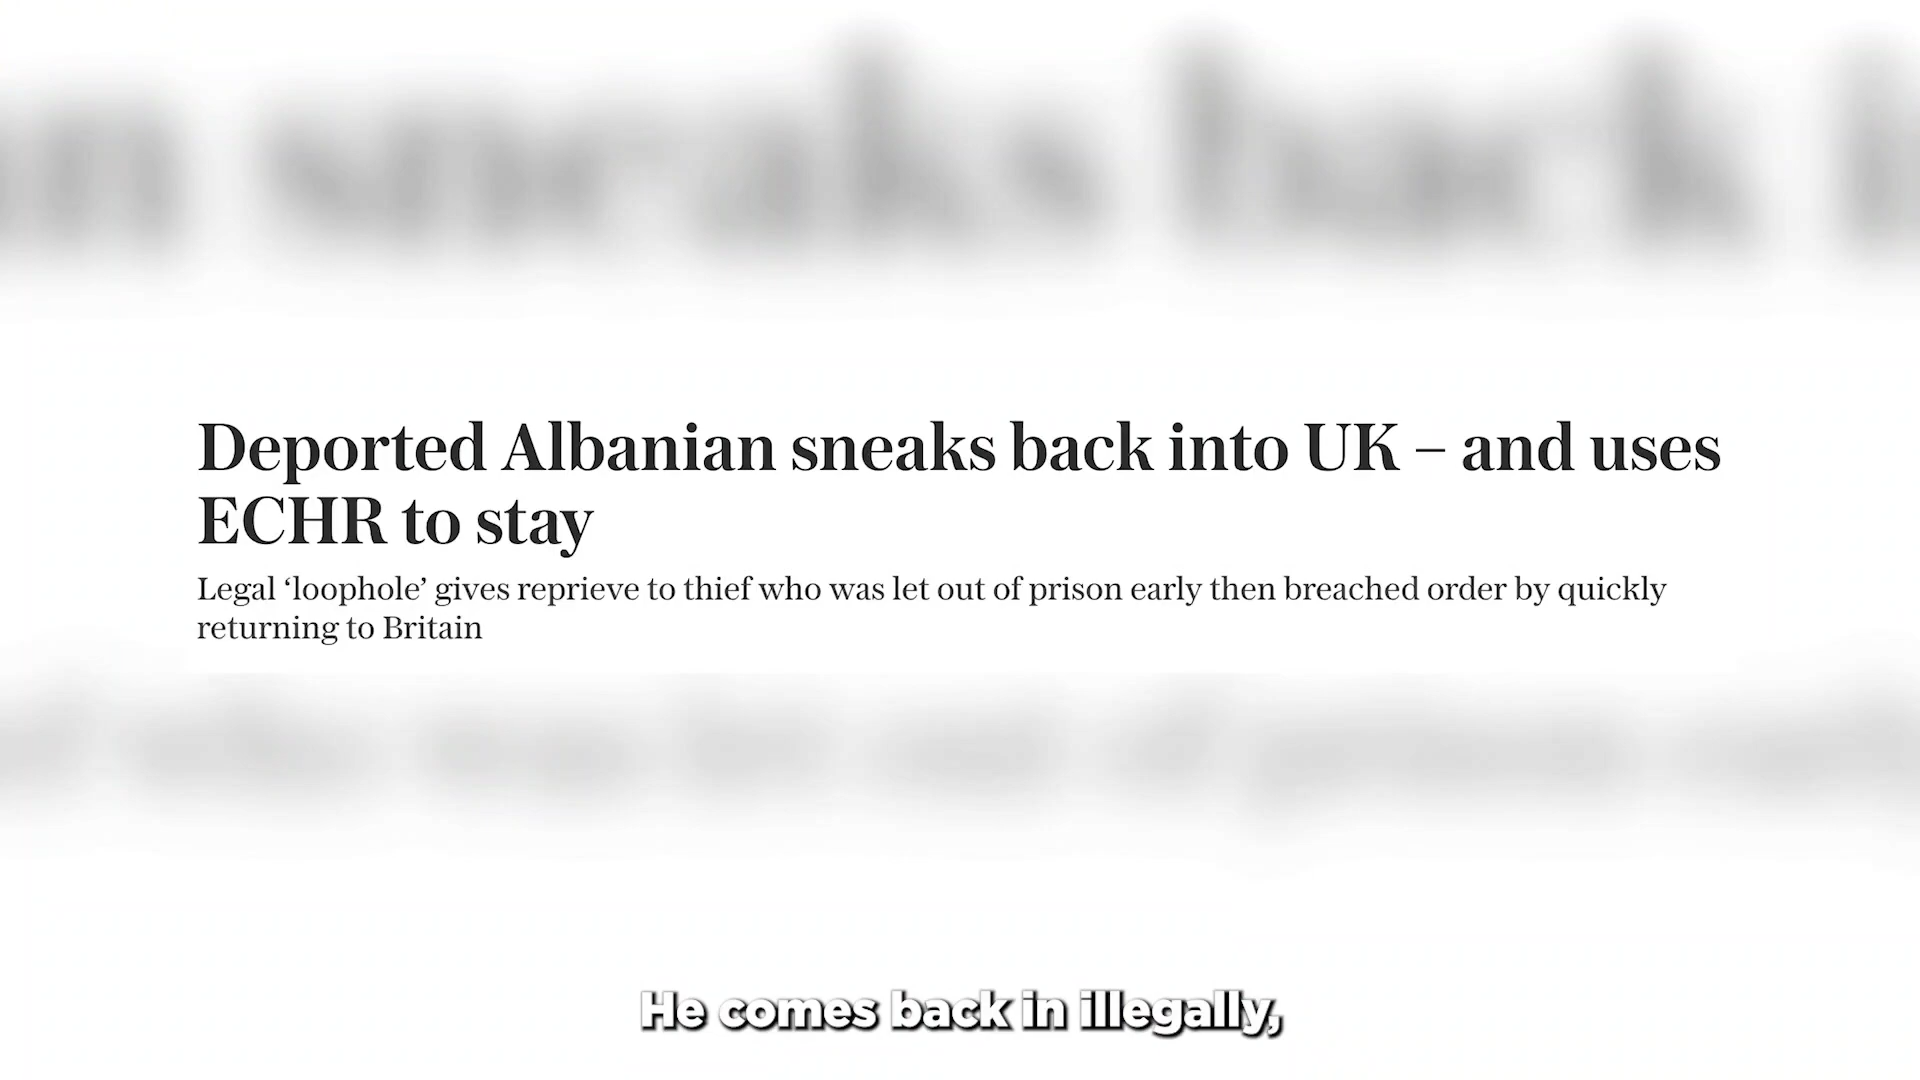 Deported Albanian sneaks back into UK – and uses
ECHR to stay
Legal ‘loophole’ gives reprieve to thief who was let out of prison early then breached order by quickly
returning to Britain
He comes back in illegally,